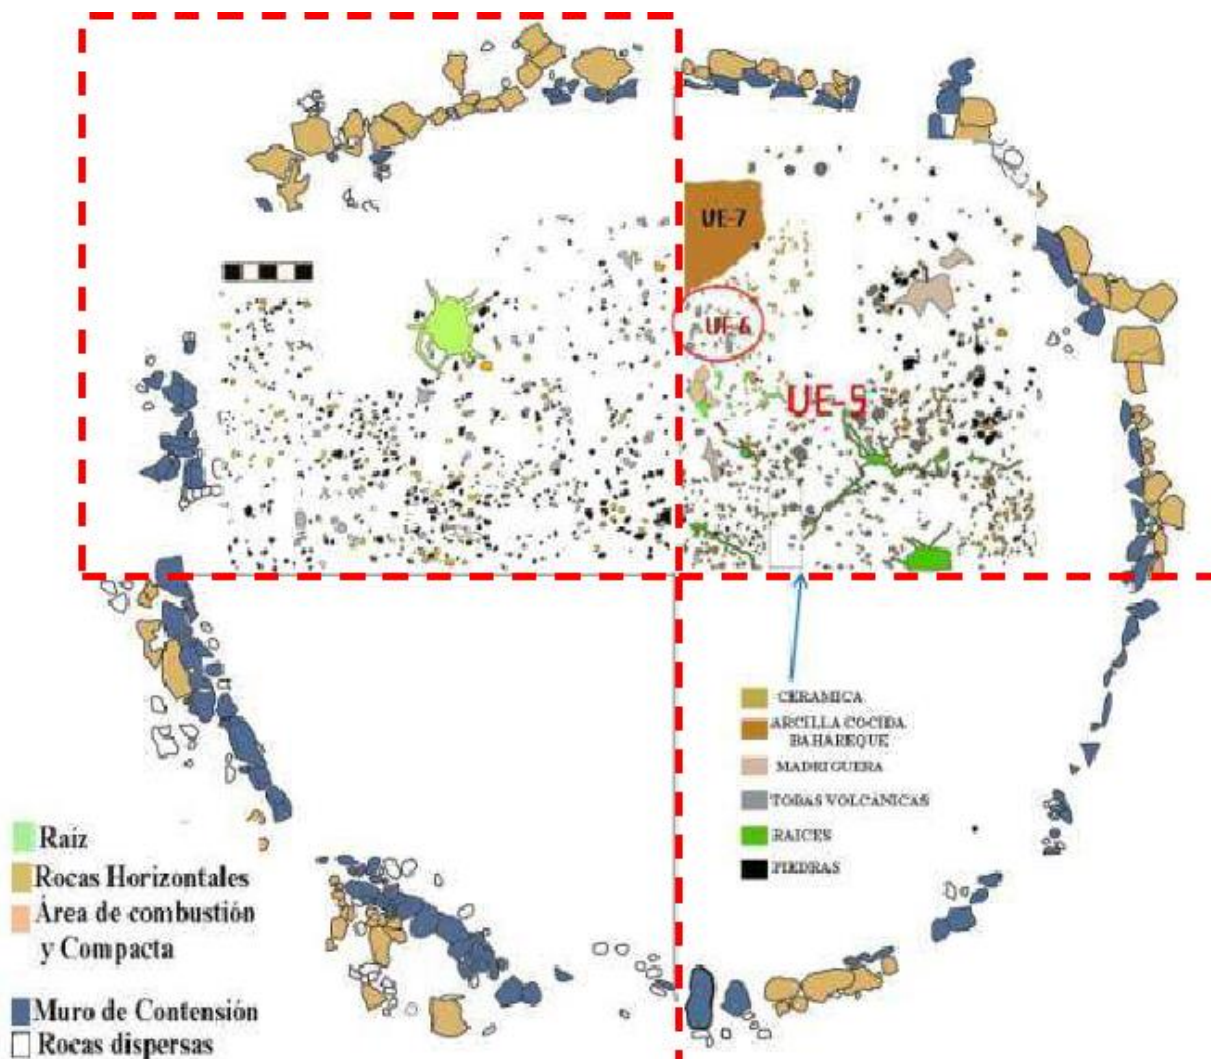 UE-7
UE-6
UE-5
CERAMICA
ARCILLA COCIDA
BAHAREQUE
MADRIGUERA
TOBAS VOLCANICAS
RAICES
PIEDRAS
Raíz
Rocas Horizontales
Área de combustión
y Compacta
Muro de Contensión
Rocas dispersas